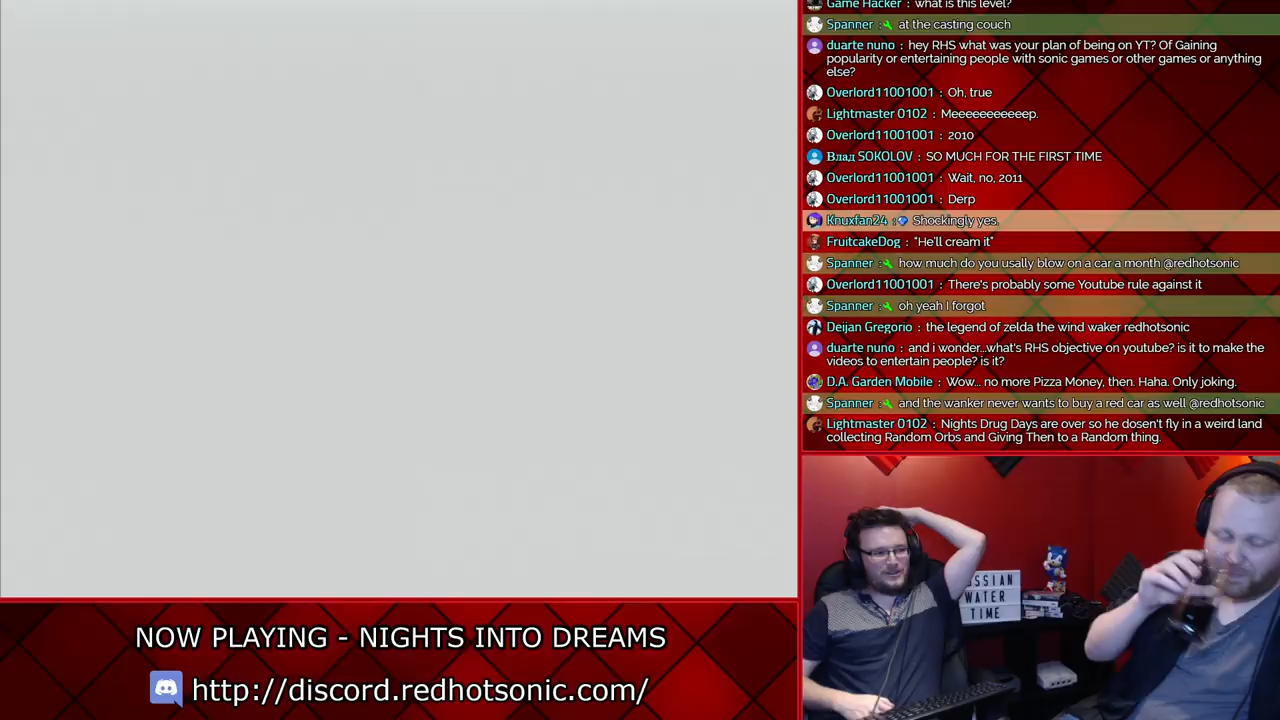 Game Hacker : what is this level?
Spanner : at the casting couch
duarte nuno : hey RHS what was your plan of being on YT? Of Gaining
popularity or entertaining people with sonic games or other games or anything
else?
Overlord11001001 : Oh, true
Lightmaster 0102 : Meeeeeeeeeep.
Overlord11001001 : 2010
Влад SOKOLOV : SO MUCH FOR THE FIRST TIME
Overlord11001001 : Wait, no, 2011
Overlord11001001 : Derp
Knuxfan24 : Shockingly yes.
FruitcakeDog : "He'll cream it"
Spanner : how much do you usally blow on a car a month @redhotsonic
Overlord11001001 : There's probably some Youtube rule against it
Spanner : oh yeah I forgot
Deijan Gregorio : the legend of zelda the wind waker redhotsonic
duarte nuno : and i wonder...what's RHS objective on youtube? is it to make the
videos to entertain people? is it?
D.A. Garden Mobile : Wow... no more Pizza Money, then. Haha. Only joking.
Spanner : and the wanker never wants to buy a red car as well @redhotsonic
Lightmaster 0102 : Nights Drug Days are over so he dosen't fly in a weird land
collecting Random Orbs and Giving Then to a Random thing.
WATER
TIME
NOW PLAYING - NIGHTS INTO DREAMS
http://discord.redhotsonic.com/